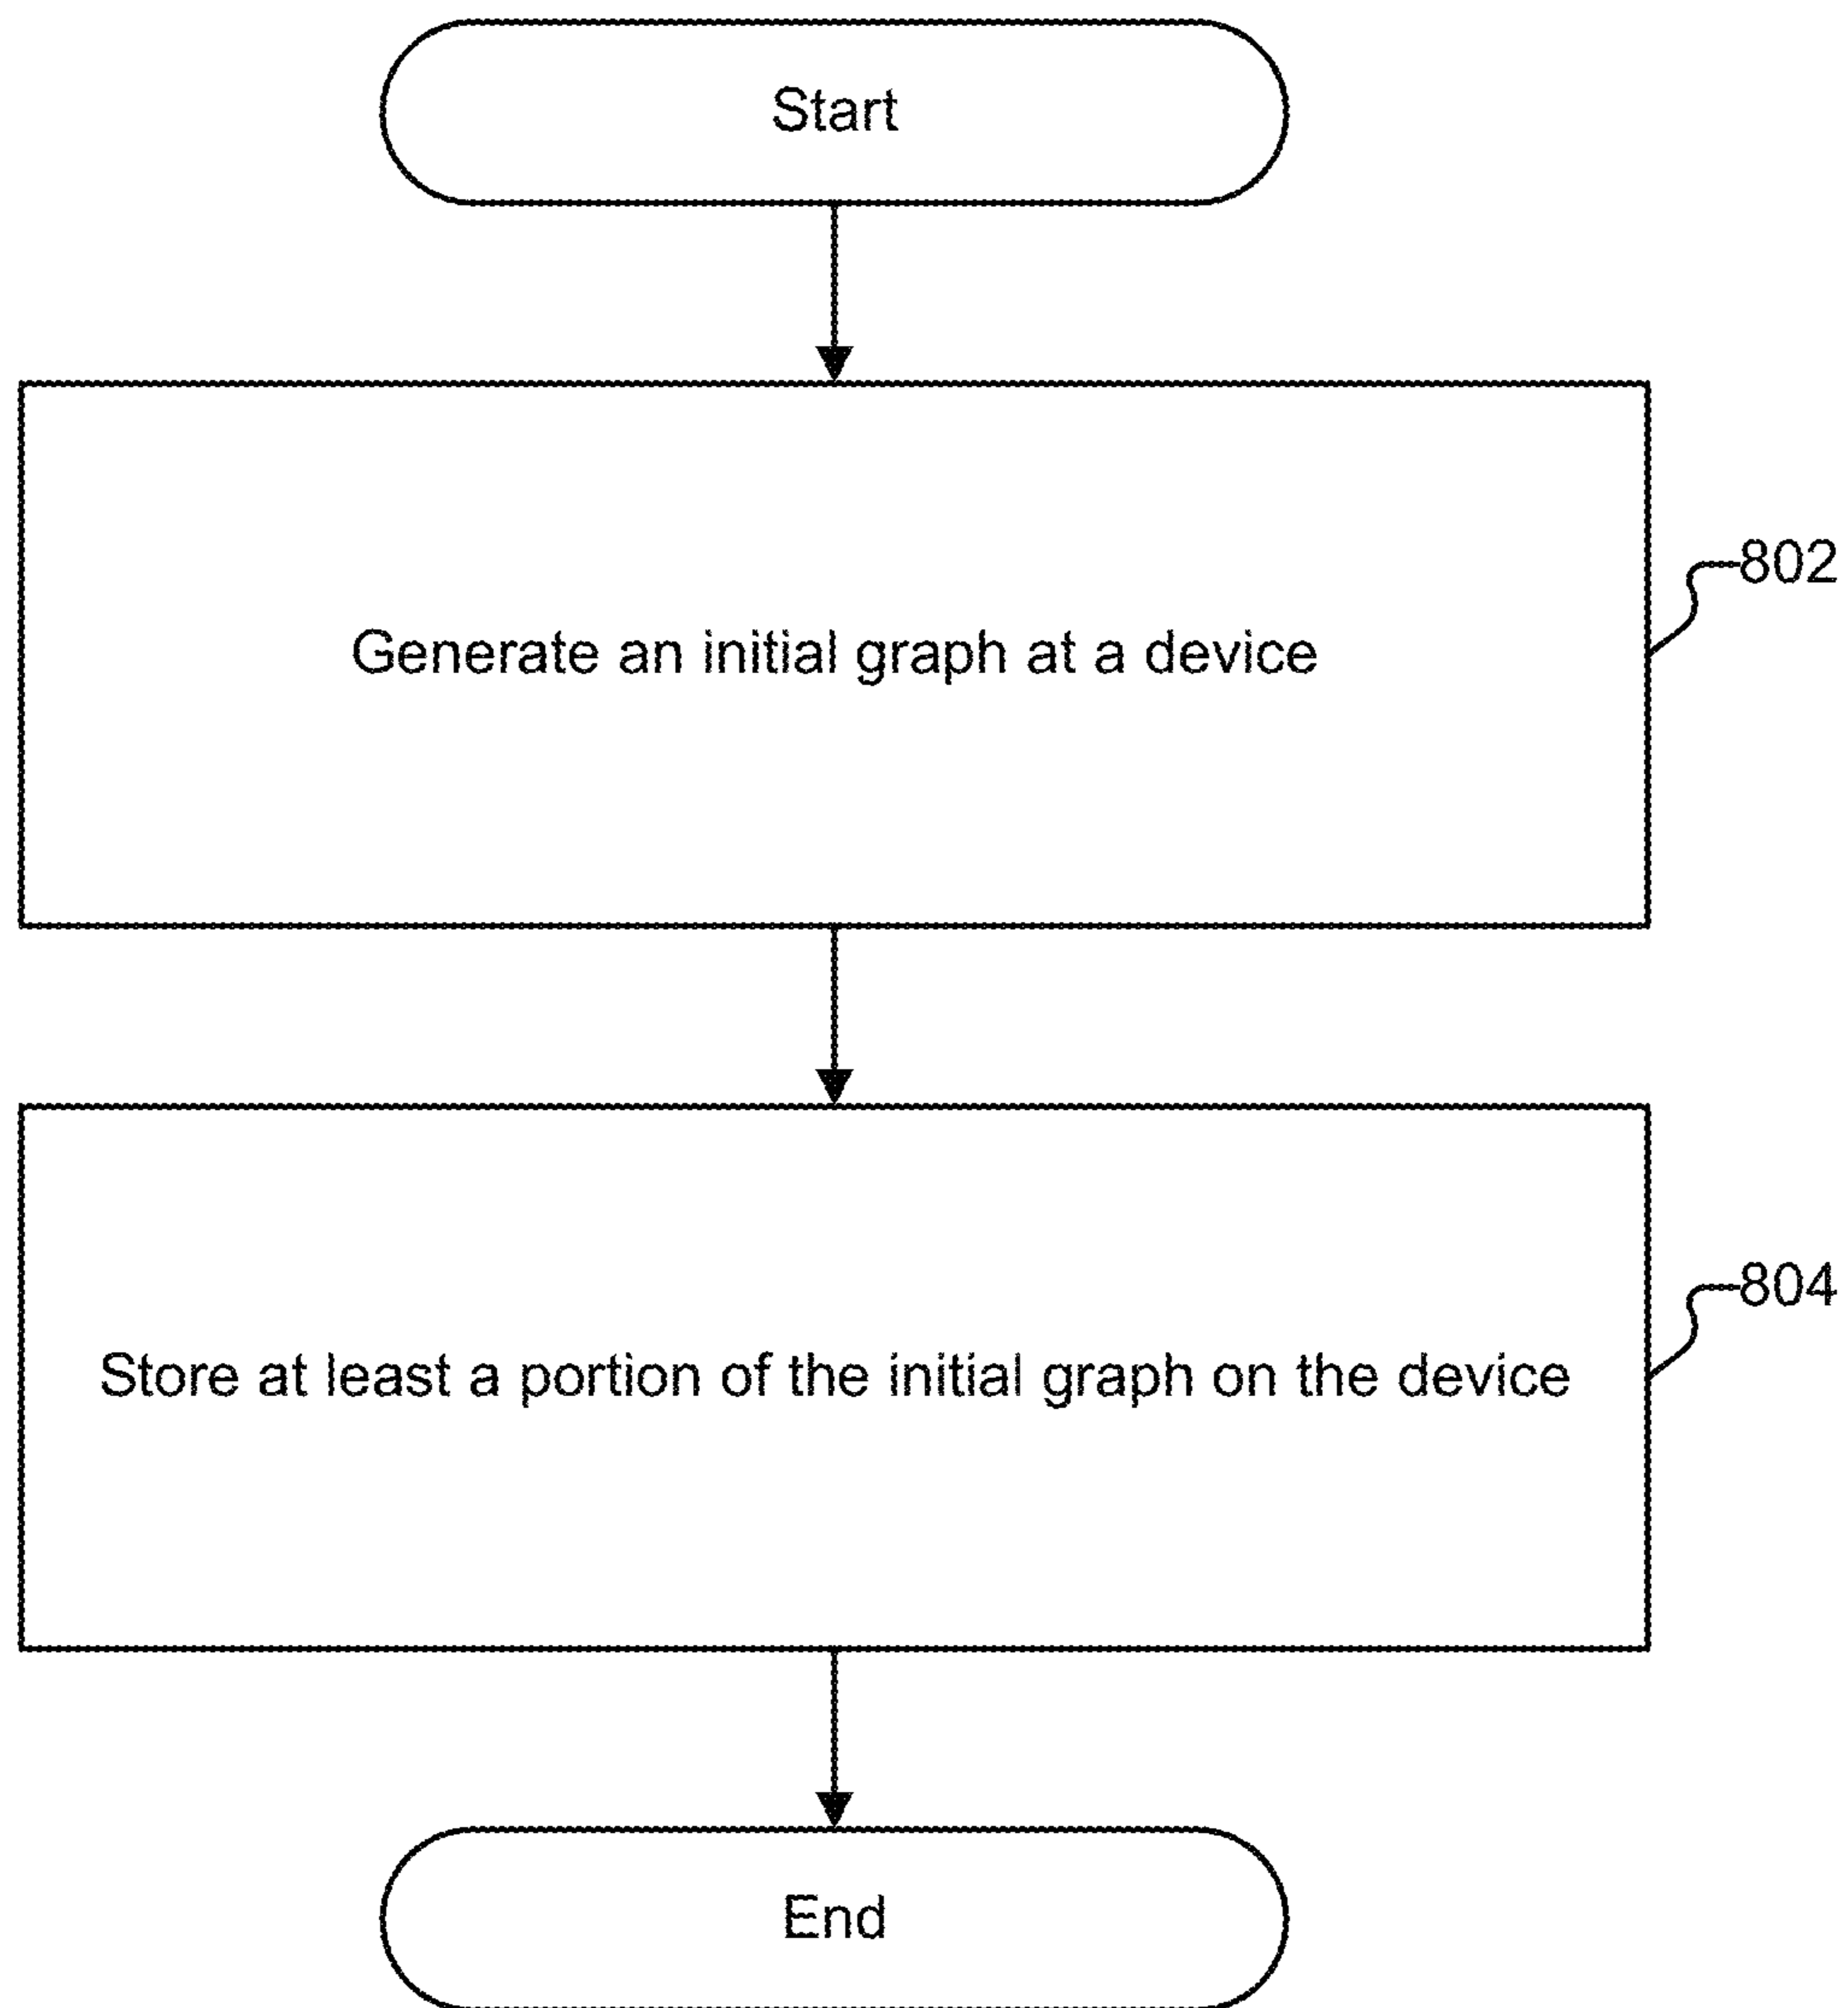 Start
Generate an initial graph at a device
802
Store at least a portion of the initial graph on the device
804
End